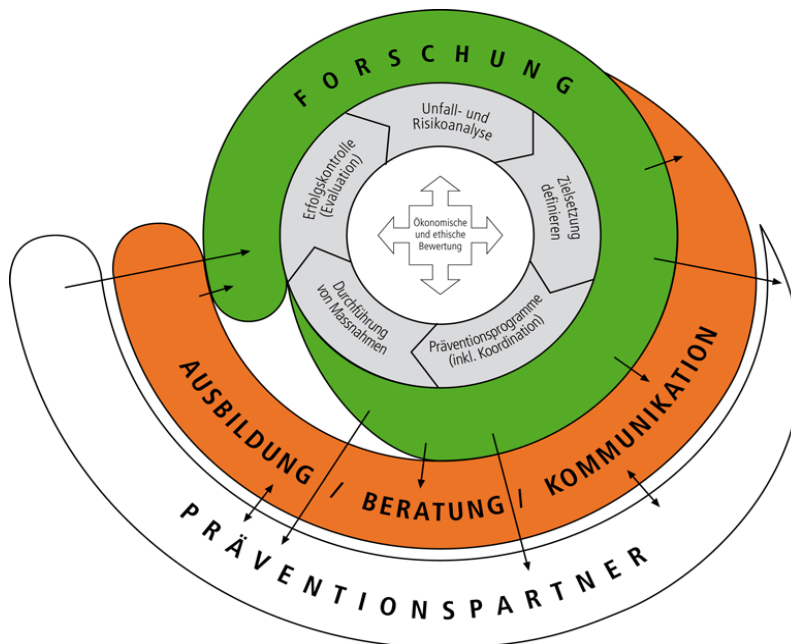 FORSCHUNG
Unfall- und
Risikoanalyse
Zielsetzung
definieren
Präventionsprogramme
(inkl. Koordination)
Durchführung
von Massnahmen
Erfolgskontrolle
(Evaluation)
Ökonomische
und ethische
Bewertung
AUSBILDUNG / BERATUNG / KOMMUNIKATION
PRÄVENTIONSPARTNER